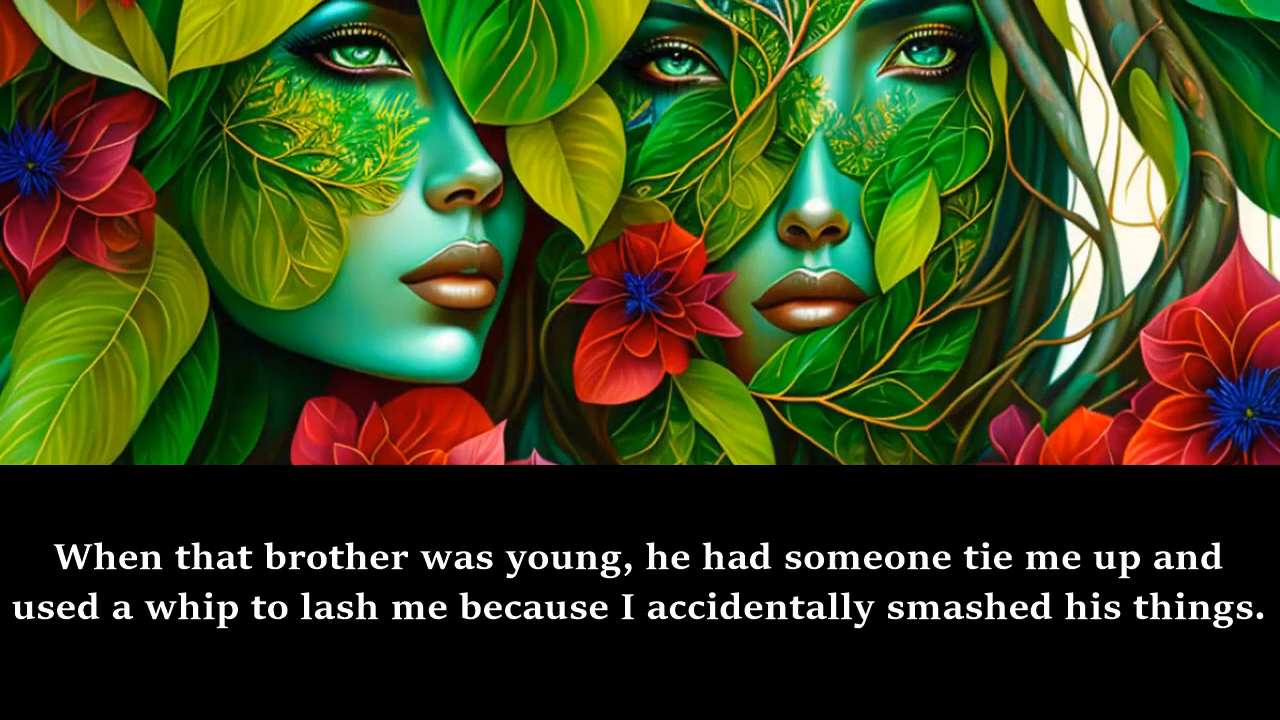 When that brother was young, he had someone tie me up and
used a whip to lash me because I accidentally smashed his things.